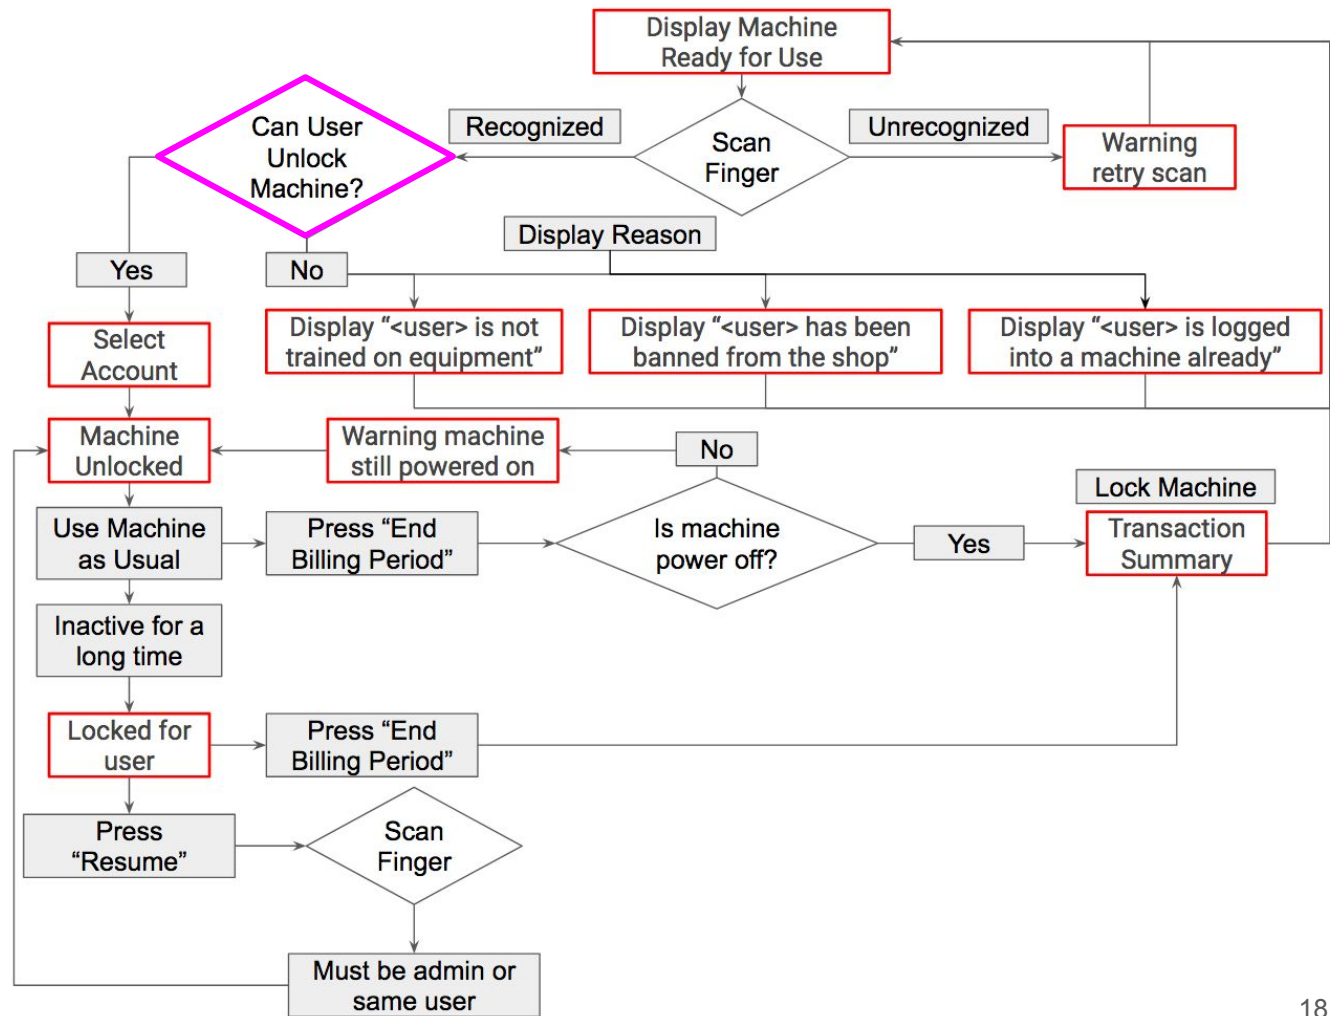 Display Machine
Ready for Use
Can User
Unlock
Machine?
Recognized
Scan
Finger
Unrecognized
Warning
retry scan
Display Reason
Yes
No
Select
Account
Display “<user> is not
trained on equipment”
Display “<user> has been
banned from the shop”
Display “<user> is logged
into a machine already”
Machine
Unlocked
Warning machine
still powered on
No
Lock Machine
Use Machine
as Usual
Press “End
Billing Period”
Is machine
power off?
Yes
Transaction
Summary
Inactive for a
long time
Locked for
user
Press “End
Billing Period”
Press
“Resume”
Scan
Finger
Must be admin or
same user
18